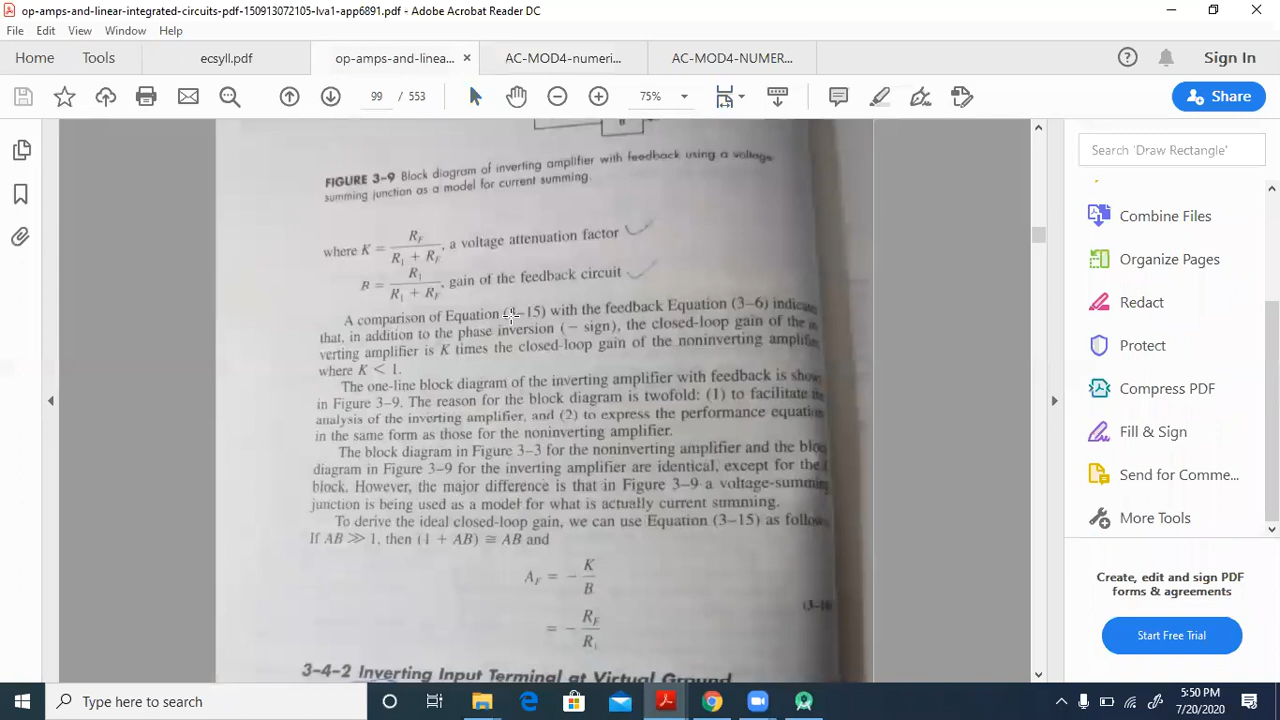 op-amps-and-linear-integrated-circuits-pdf-150913072105-lva1-app6891.pdf - Adobe Acrobat Reader DC
File Edit View Window Help
Home Tools ecsyll.pdf op-amps-and-linea... × AC-MOD4-numeri... AC-MOD4-NUMER... Sign In
99 / 553 75% Share
B
FIGURE 3-9 Block diagram of inverting amplifier with feedback using a voltage
summing junction as a model for current summing.
where K = RF / (R1 + RF), a voltage attenuation factor
B = R1 / (R1 + RF), gain of the feedback circuit
A comparison of Equation (3–15) with the feedback Equation (3–6) indicates
that, in addition to the phase inversion (− sign), the closed-loop gain of the in
verting amplifier is K times the closed-loop gain of the noninverting amplifier
where K < 1.
The one-line block diagram of the inverting amplifier with feedback is show
in Figure 3–9. The reason for the block diagram is twofold: (1) to facilitate
analysis of the inverting amplifier, and (2) to express the performance equation
in the same form as those for the noninverting amplifier.
The block diagram in Figure 3–3 for the noninverting amplifier and the bloc
diagram in Figure 3–9 for the inverting amplifier are identical, except for the
block. However, the major difference is that in Figure 3–9 a voltage-summing
junction is being used as a model for what is actually current summing.
To derive the ideal closed-loop gain, we can use Equation (3–15) as follow
If AB ≫ 1, then (1 + AB) ≅ AB and
AF = − K / B
(3–16)
= − RF / R1
3-4-2 Inverting Input Terminal at Virtual Ground
Search 'Draw Rectangle'
Combine Files
Organize Pages
Redact
Protect
Compress PDF
Fill & Sign
Send for Comme...
More Tools
Create, edit and sign PDF
forms & agreements
Start Free Trial
Type here to search
5:50 PM
7/20/2020